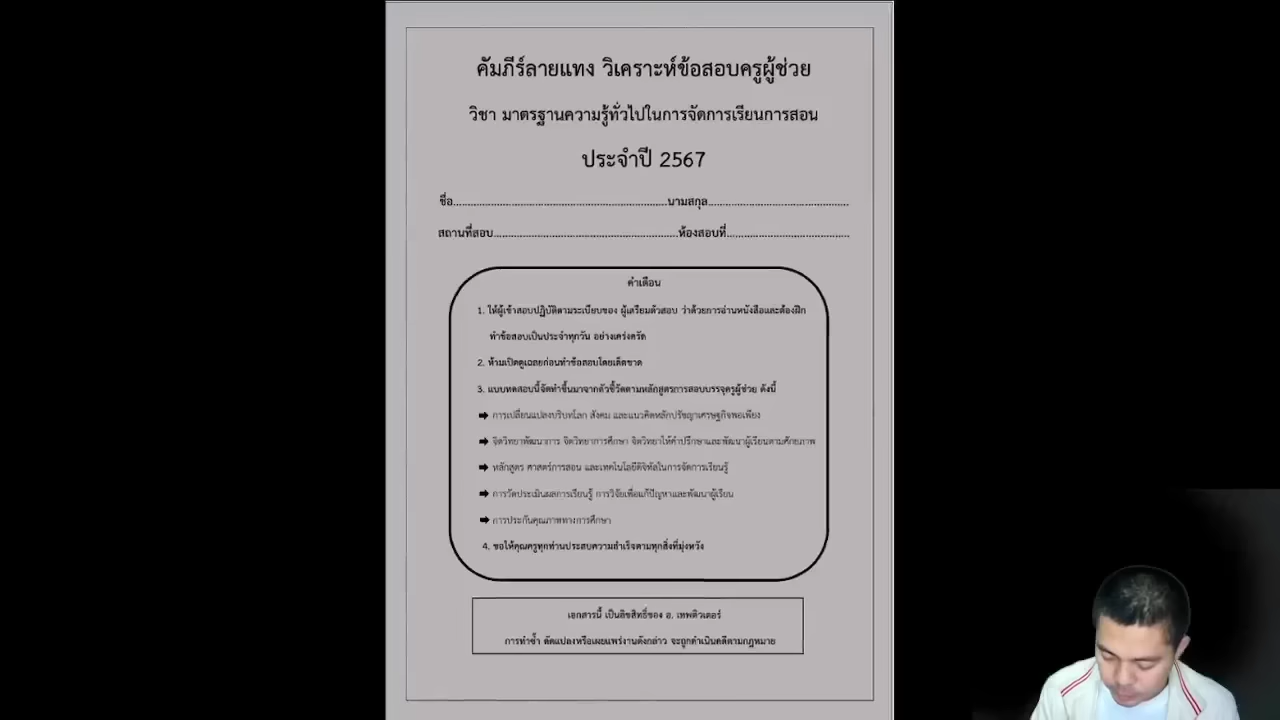 คัมภีร์ลายแทง วิเคราะห์ข้อสอบครูผู้ช่วย
วิชา มาตรฐานความรู้ทั่วไปในการจัดการเรียนการสอน
ประจำปี 2567
ชื่อ..........................................................................นามสกุล................................................
สถานที่สอบ................................................................ห้องสอบที่..........................................
คำเตือน
1. ให้ผู้เข้าสอบปฏิบัติตามระเบียบของ ผู้เตรียมตัวสอบ ว่าด้วยการอ่านหนังสือและต้องฝึก
ทำข้อสอบเป็นประจำทุกวัน อย่างเคร่งครัด
2. ห้ามเปิดดูเฉลยก่อนทำข้อสอบโดยเด็ดขาด
3. แบบทดสอบนี้จัดทำขึ้นมาจากตัวชี้วัดตามหลักสูตรการสอบบรรจุครูผู้ช่วย ดังนี้
➡ การเปลี่ยนแปลงบริบทโลก สังคม และแนวคิดหลักปรัชญาเศรษฐกิจพอเพียง
➡ จิตวิทยาพัฒนาการ จิตวิทยาการศึกษา จิตวิทยาให้คำปรึกษาและพัฒนาผู้เรียนตามศักยภาพ
➡ หลักสูตร ศาสตร์การสอน และเทคโนโลยีดิจิทัลในการจัดการเรียนรู้
➡ การวัดประเมินผลการเรียนรู้ การวิจัยเพื่อแก้ปัญหาและพัฒนาผู้เรียน
➡ การประกันคุณภาพทางการศึกษา
4. ขอให้คุณครูทุกท่านประสบความสำเร็จตามทุกสิ่งที่มุ่งหวัง
เอกสารนี้ เป็นลิขสิทธิ์ของ อ. เทพติวเตอร์
การทำซ้ำ ดัดแปลงหรือเผยแพร่งานดังกล่าว จะถูกดำเนินคดีตามกฎหมาย